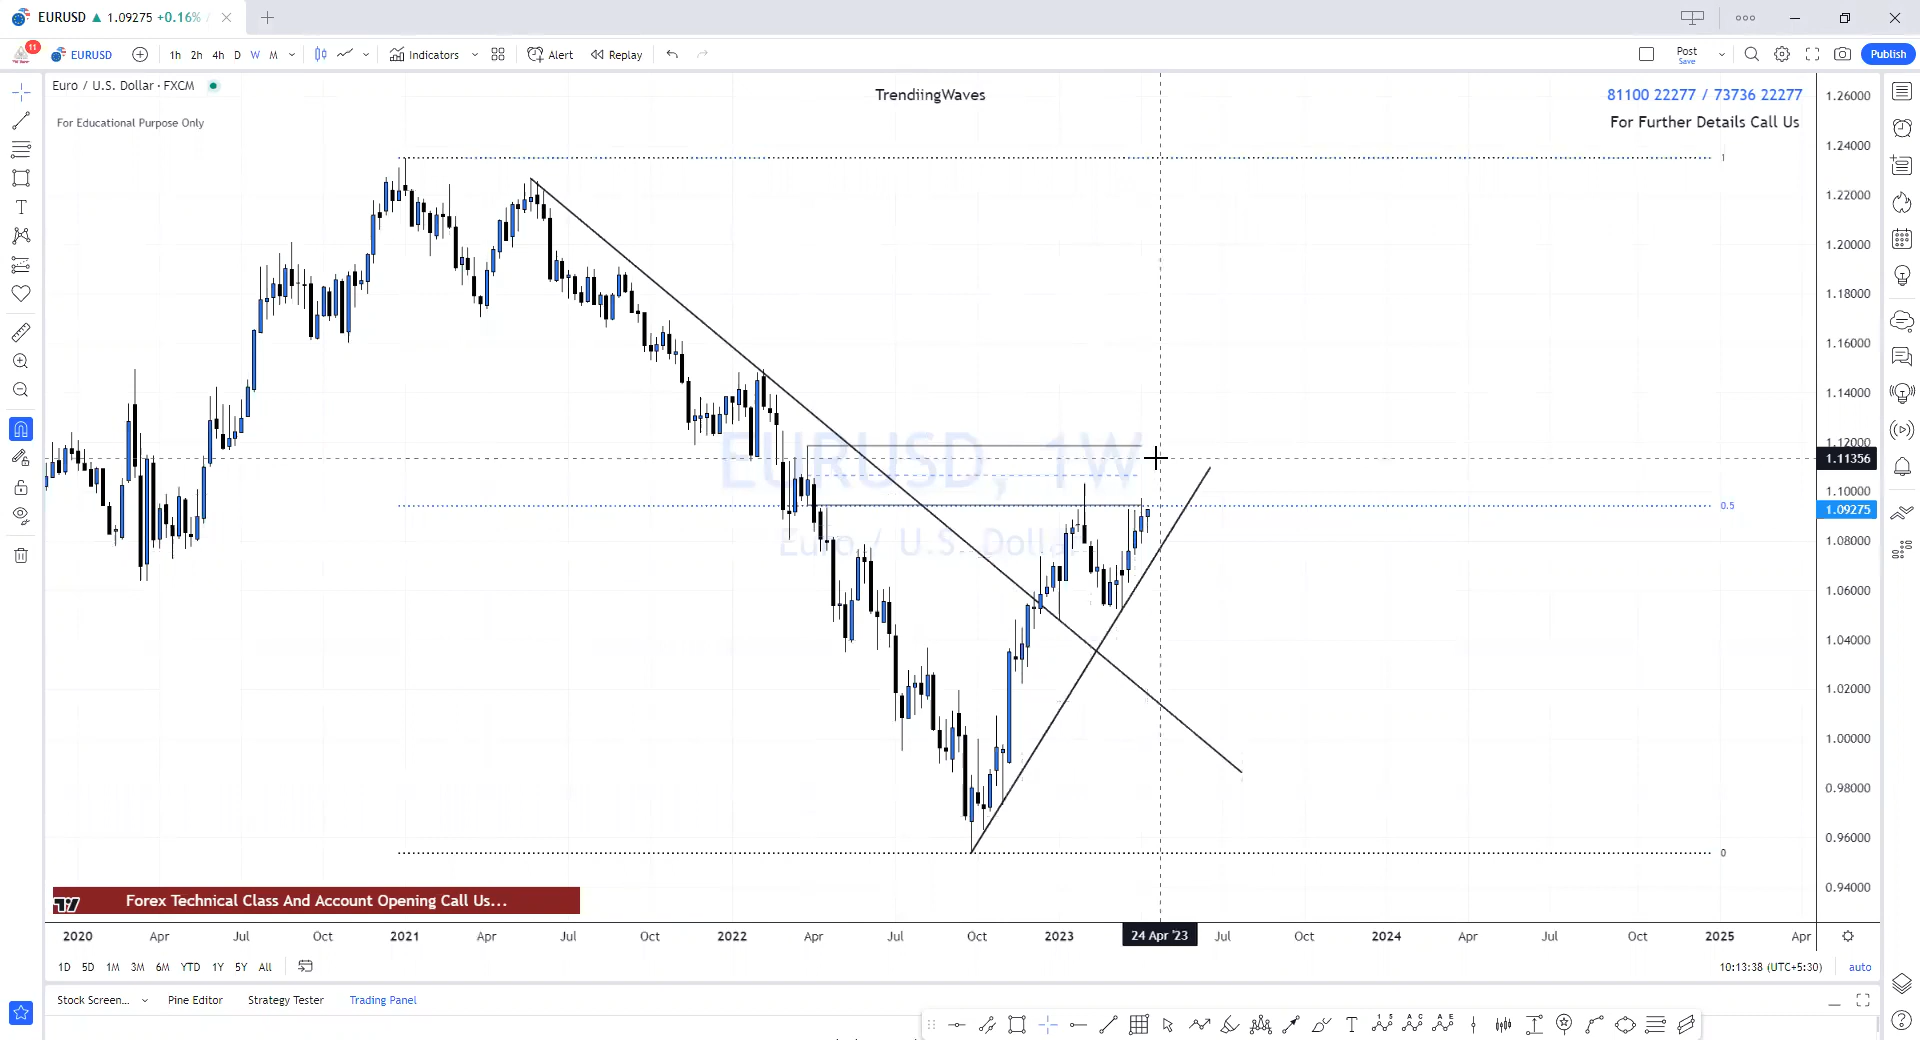 EURUSD ▲ 1.09275 +0.16% /
11
EURUSD
1h 2h 4h D W M
Indicators
Alert
Replay
Post
Save
Publish
Euro / U.S. Dollar · FXCM
For Educational Purpose Only
TrendiingWaves
81100 22277 / 73736 22277
For Further Details Call Us
EURUSD, 1W
Euro / U.S. Dollar
1
0.5
0
1.26000
1.24000
1.22000
1.20000
1.18000
1.16000
1.14000
1.12000
1.11356
1.10000
1.09275
1.08000
1.06000
1.04000
1.02000
1.00000
0.98000
0.96000
0.94000
Forex Technical Class And Account Opening Call Us...
2020 Apr Jul Oct 2021 Apr Jul Oct 2022 Apr Jul Oct 2023 24 Apr '23 Jul Oct 2024 Apr Jul Oct 2025 Apr
1D 5D 1M 3M 6M YTD 1Y 5Y All
10:13:38 (UTC+5:30)
auto
Stock Screen... Pine Editor Strategy Tester Trading Panel